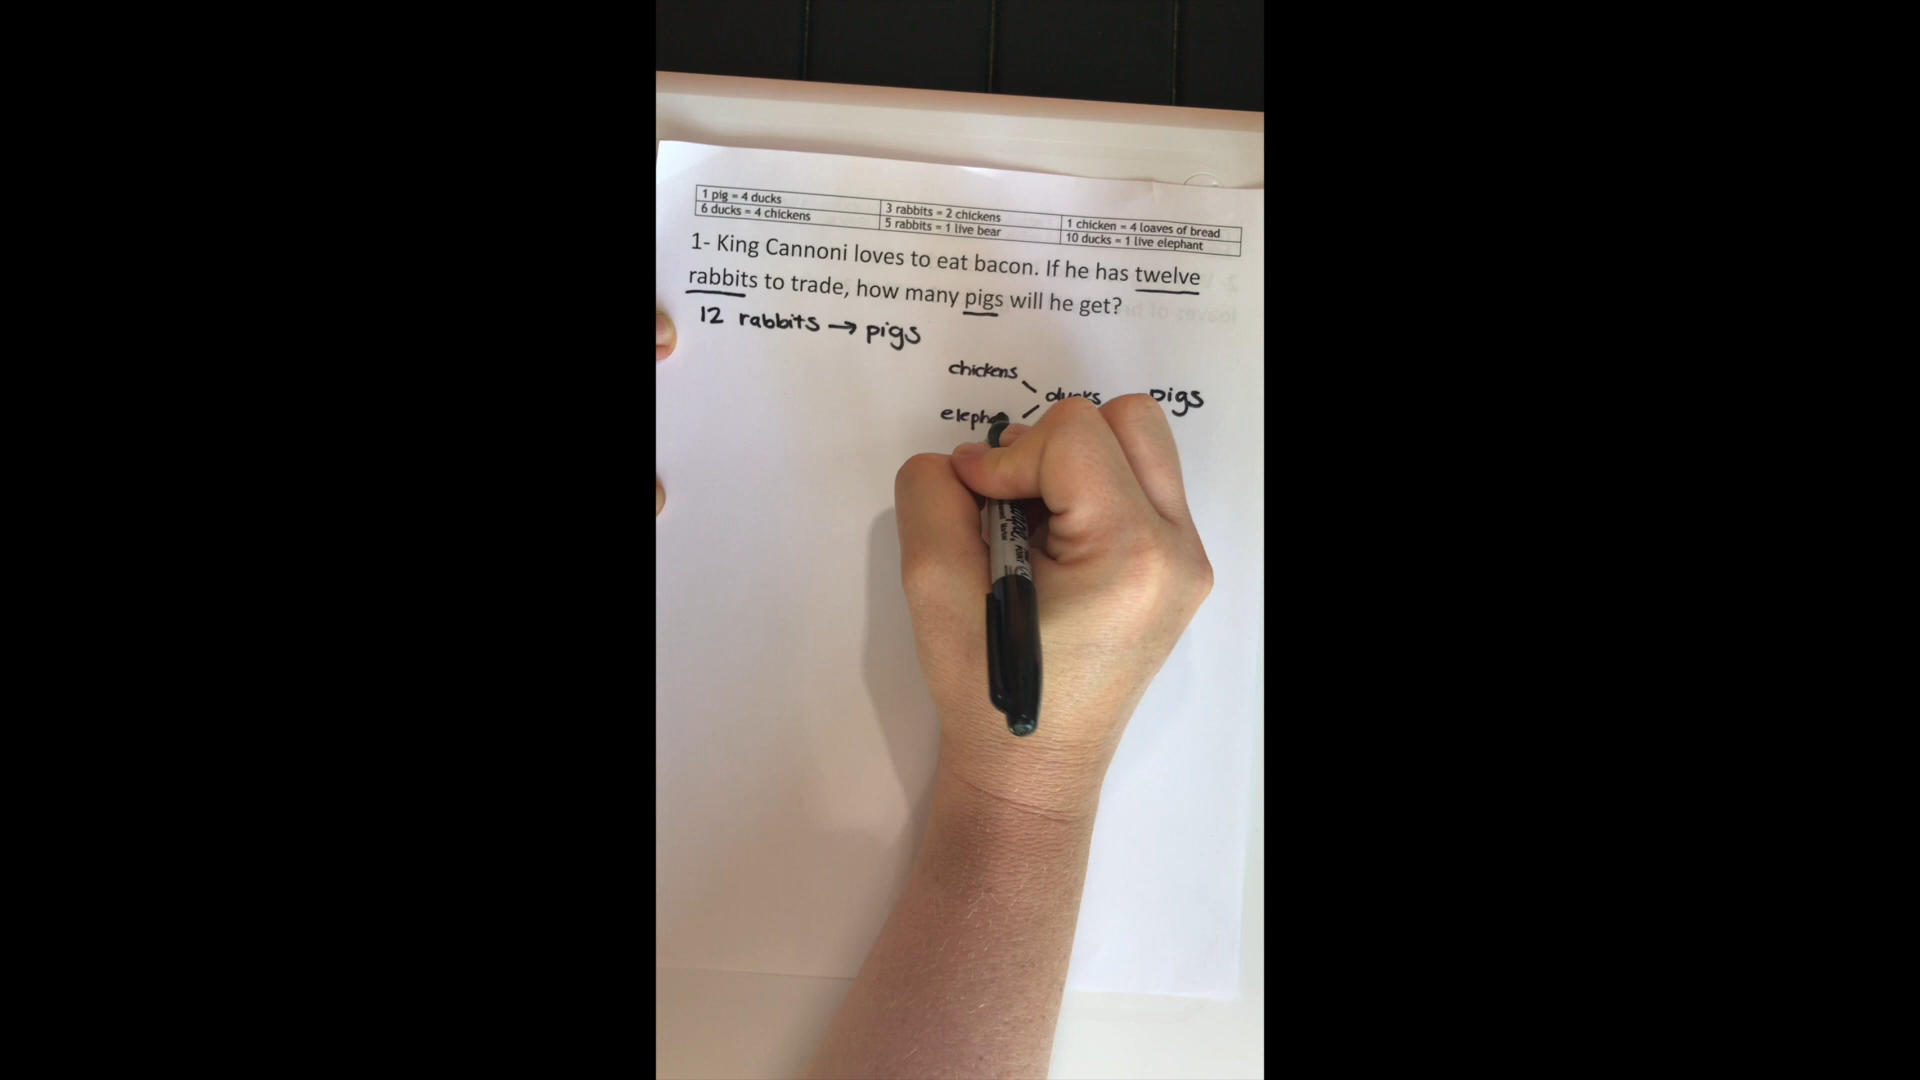 1 pig = 4 ducks
3 rabbits = 2 chickens
1 chicken = 4 loaves of bread
6 ducks = 4 chickens
5 rabbits = 1 live bear
10 ducks = 1 live elephant
1- King Cannoni loves to eat bacon. If he has twelve
rabbits to trade, how many pigs will he get?
12 rabbits → pigs
chickens
ducks pigs
elepha